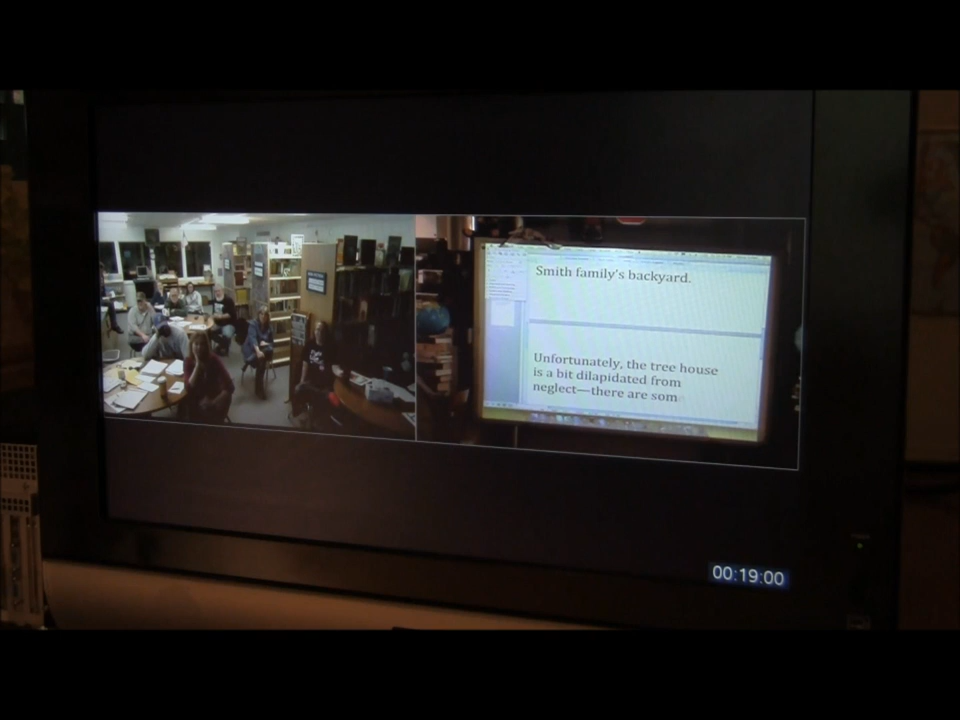 Smith family's backyard.
Unfortunately, the tree house
is a bit dilapidated from
neglect—there are som
00:19:00